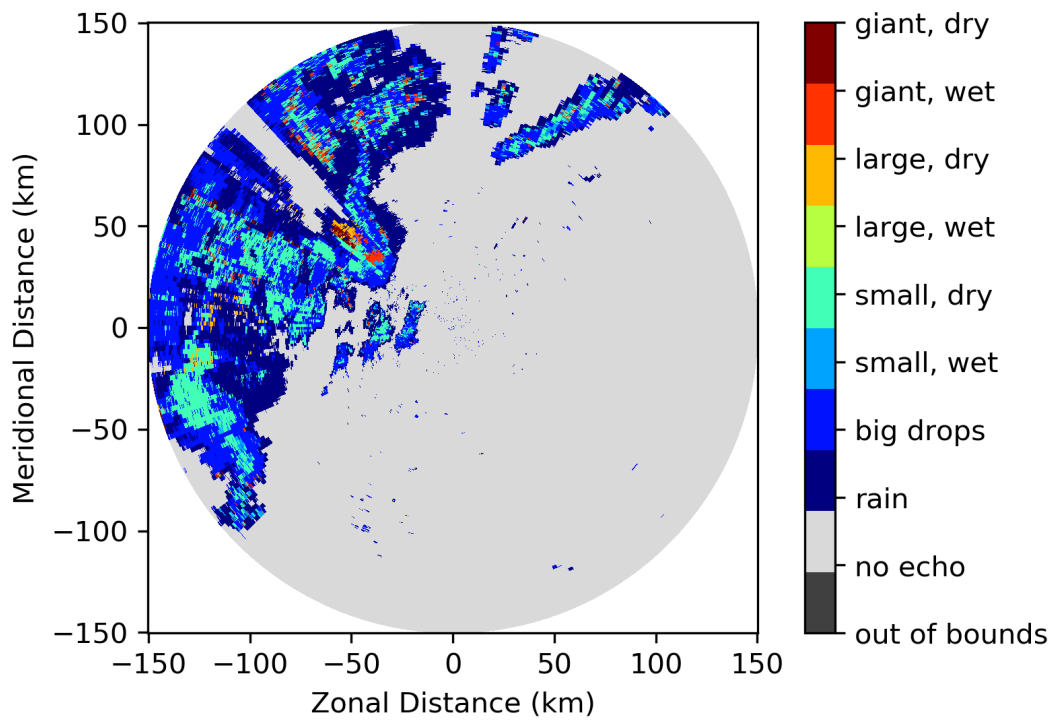 150
100
50
0
−50
−100
−150
−150 −100 −50 0 50 100 150
Meridional Distance (km)
Zonal Distance (km)
giant, dry
giant, wet
large, dry
large, wet
small, dry
small, wet
big drops
rain
no echo
out of bounds